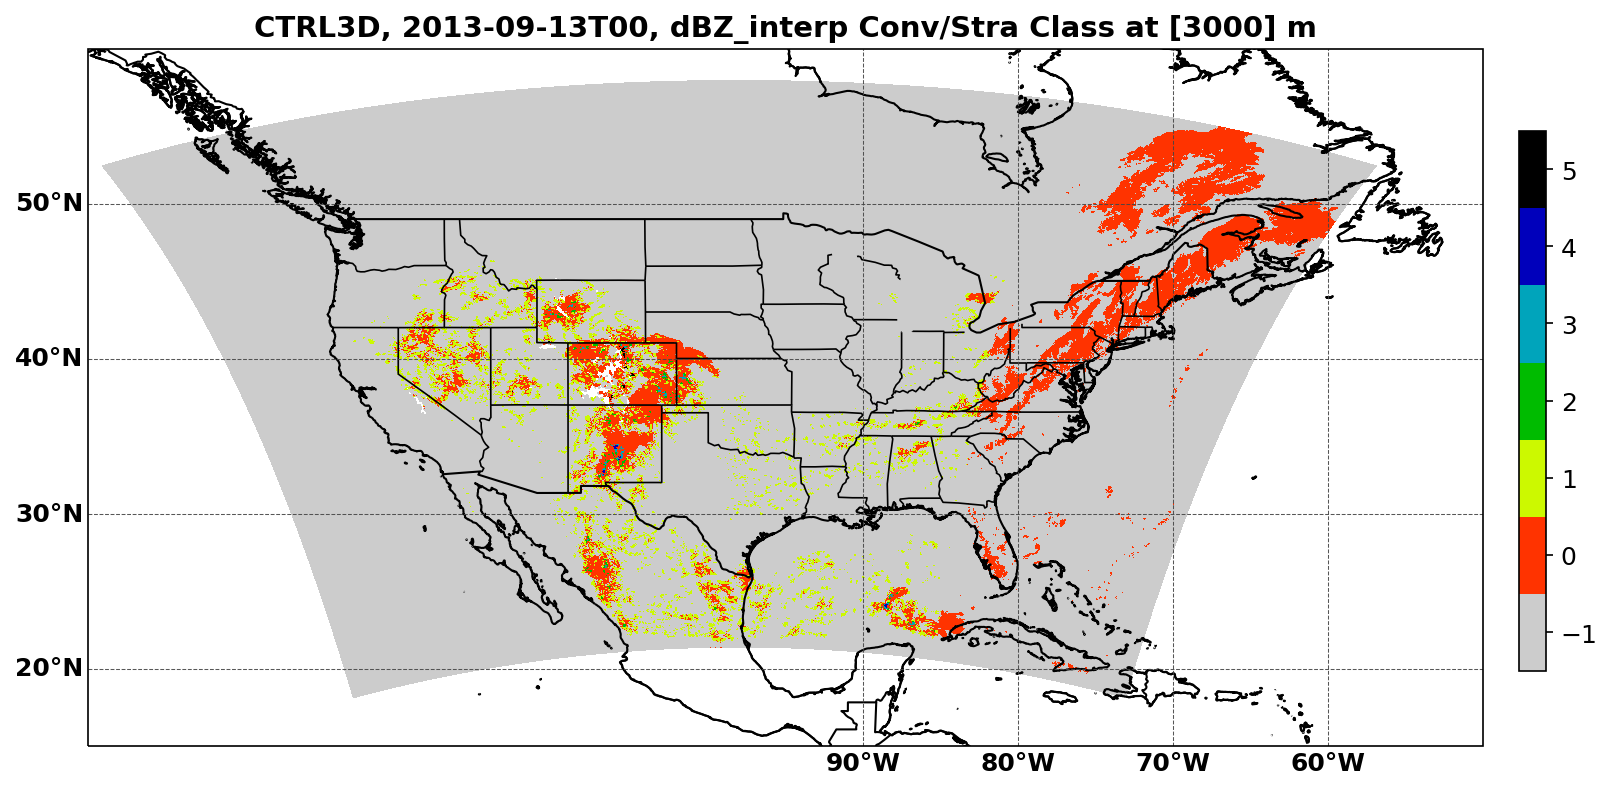 CTRL3D, 2013-09-13T00, dBZ_interp Conv/Stra Class at [3000] m
50°N
40°N
30°N
20°N
90°W 80°W 70°W 60°W
5
4
3
2
1
0
−1